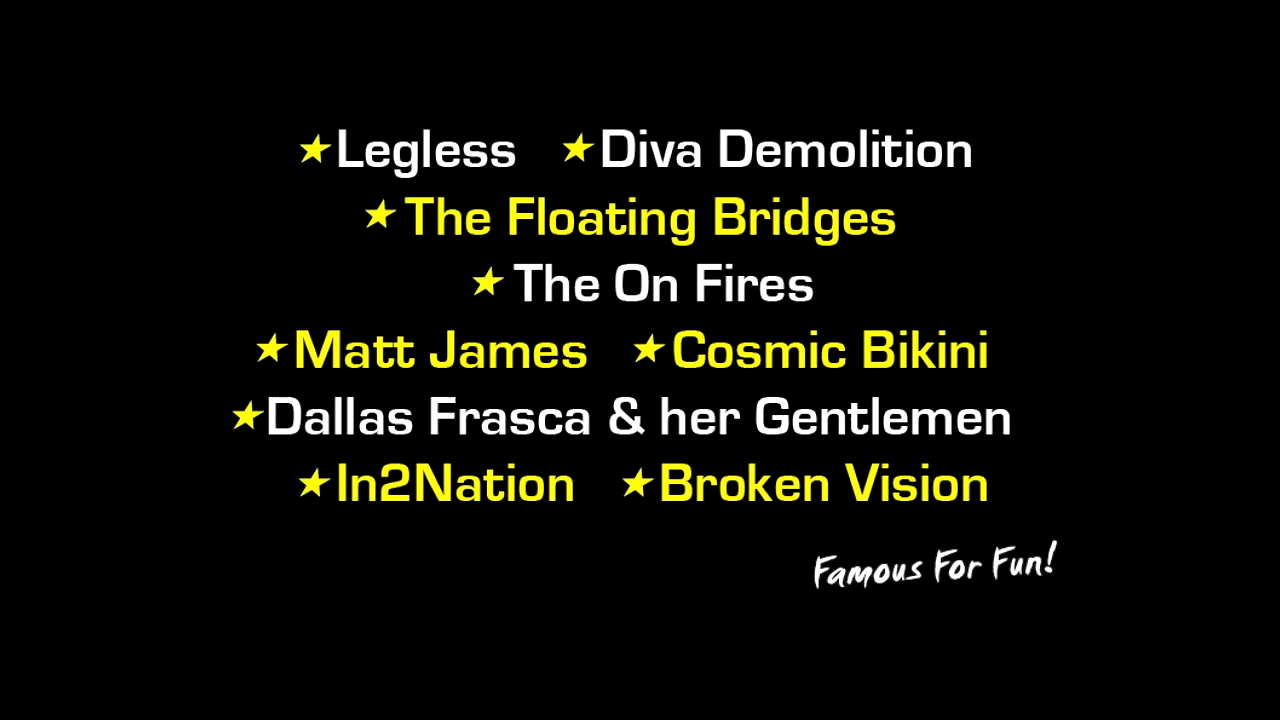 ★Legless ★Diva Demolition
★The Floating Bridges
★The On Fires
★Matt James ★Cosmic Bikini
★Dallas Frasca & her Gentlemen
★In2Nation ★Broken Vision
Famous For Fun!